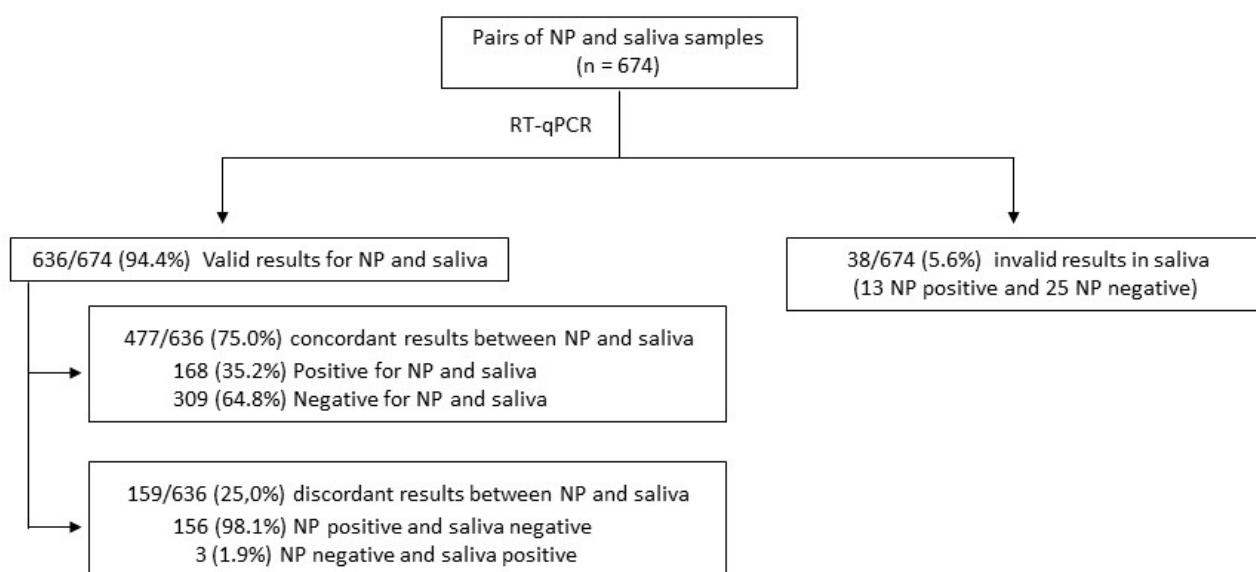 Pairs of NP and saliva samples
(n = 674)
RT-qPCR
636/674 (94.4%) Valid results for NP and saliva
38/674 (5.6%) invalid results in saliva
(13 NP positive and 25 NP negative)
477/636 (75.0%) concordant results between NP and saliva
168 (35.2%) Positive for NP and saliva
309 (64.8%) Negative for NP and saliva
159/636 (25,0%) discordant results between NP and saliva
156 (98.1%) NP positive and saliva negative
3 (1.9%) NP negative and saliva positive